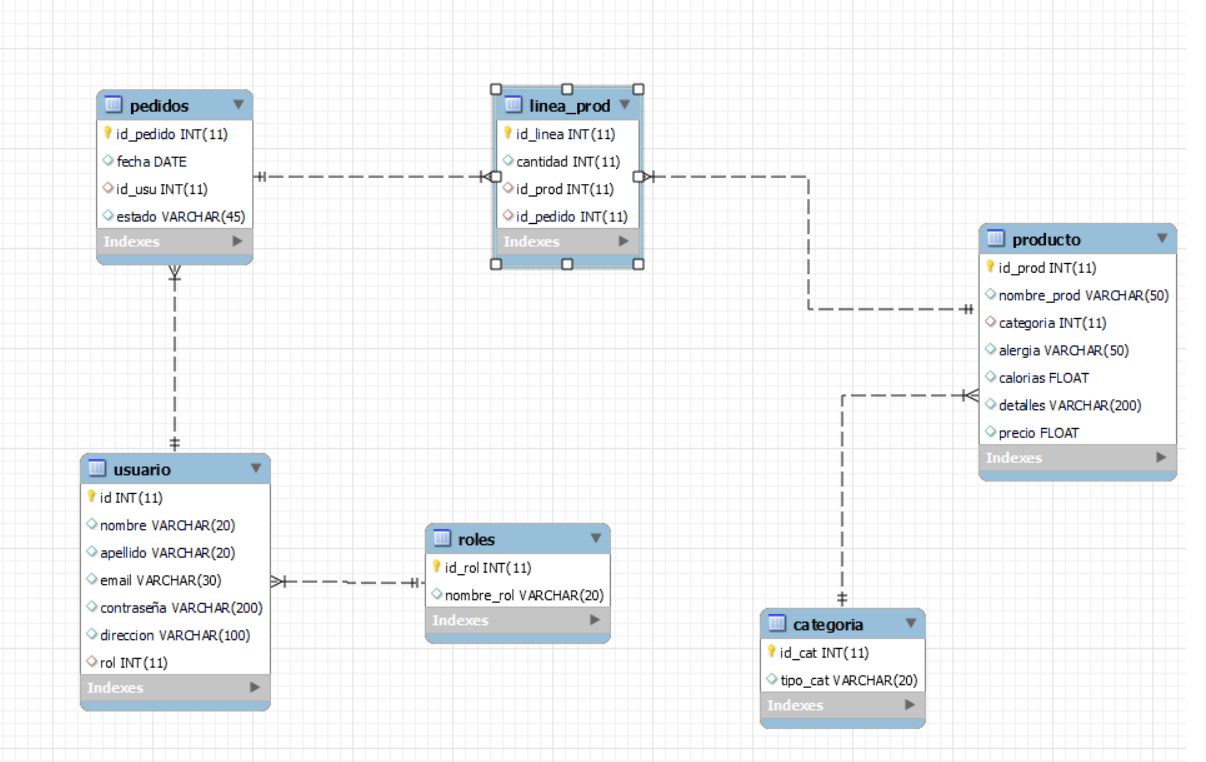 pedidos
id_pedido INT(11)
fecha DATE
id_usu INT(11)
estado VARCHAR(45)
Indexes
linea_prod
id_linea INT(11)
cantidad INT(11)
id_prod INT(11)
id_pedido INT(11)
Indexes
producto
id_prod INT(11)
nombre_prod VARCHAR(50)
categoria INT(11)
alergia VARCHAR(50)
calorias FLOAT
detalles VARCHAR(200)
precio FLOAT
Indexes
usuario
id INT(11)
nombre VARCHAR(20)
apellido VARCHAR(20)
email VARCHAR(30)
contraseña VARCHAR(200)
direccion VARCHAR(100)
rol INT(11)
Indexes
roles
id_rol INT(11)
nombre_rol VARCHAR(20)
Indexes
categoria
id_cat INT(11)
tipo_cat VARCHAR(20)
Indexes